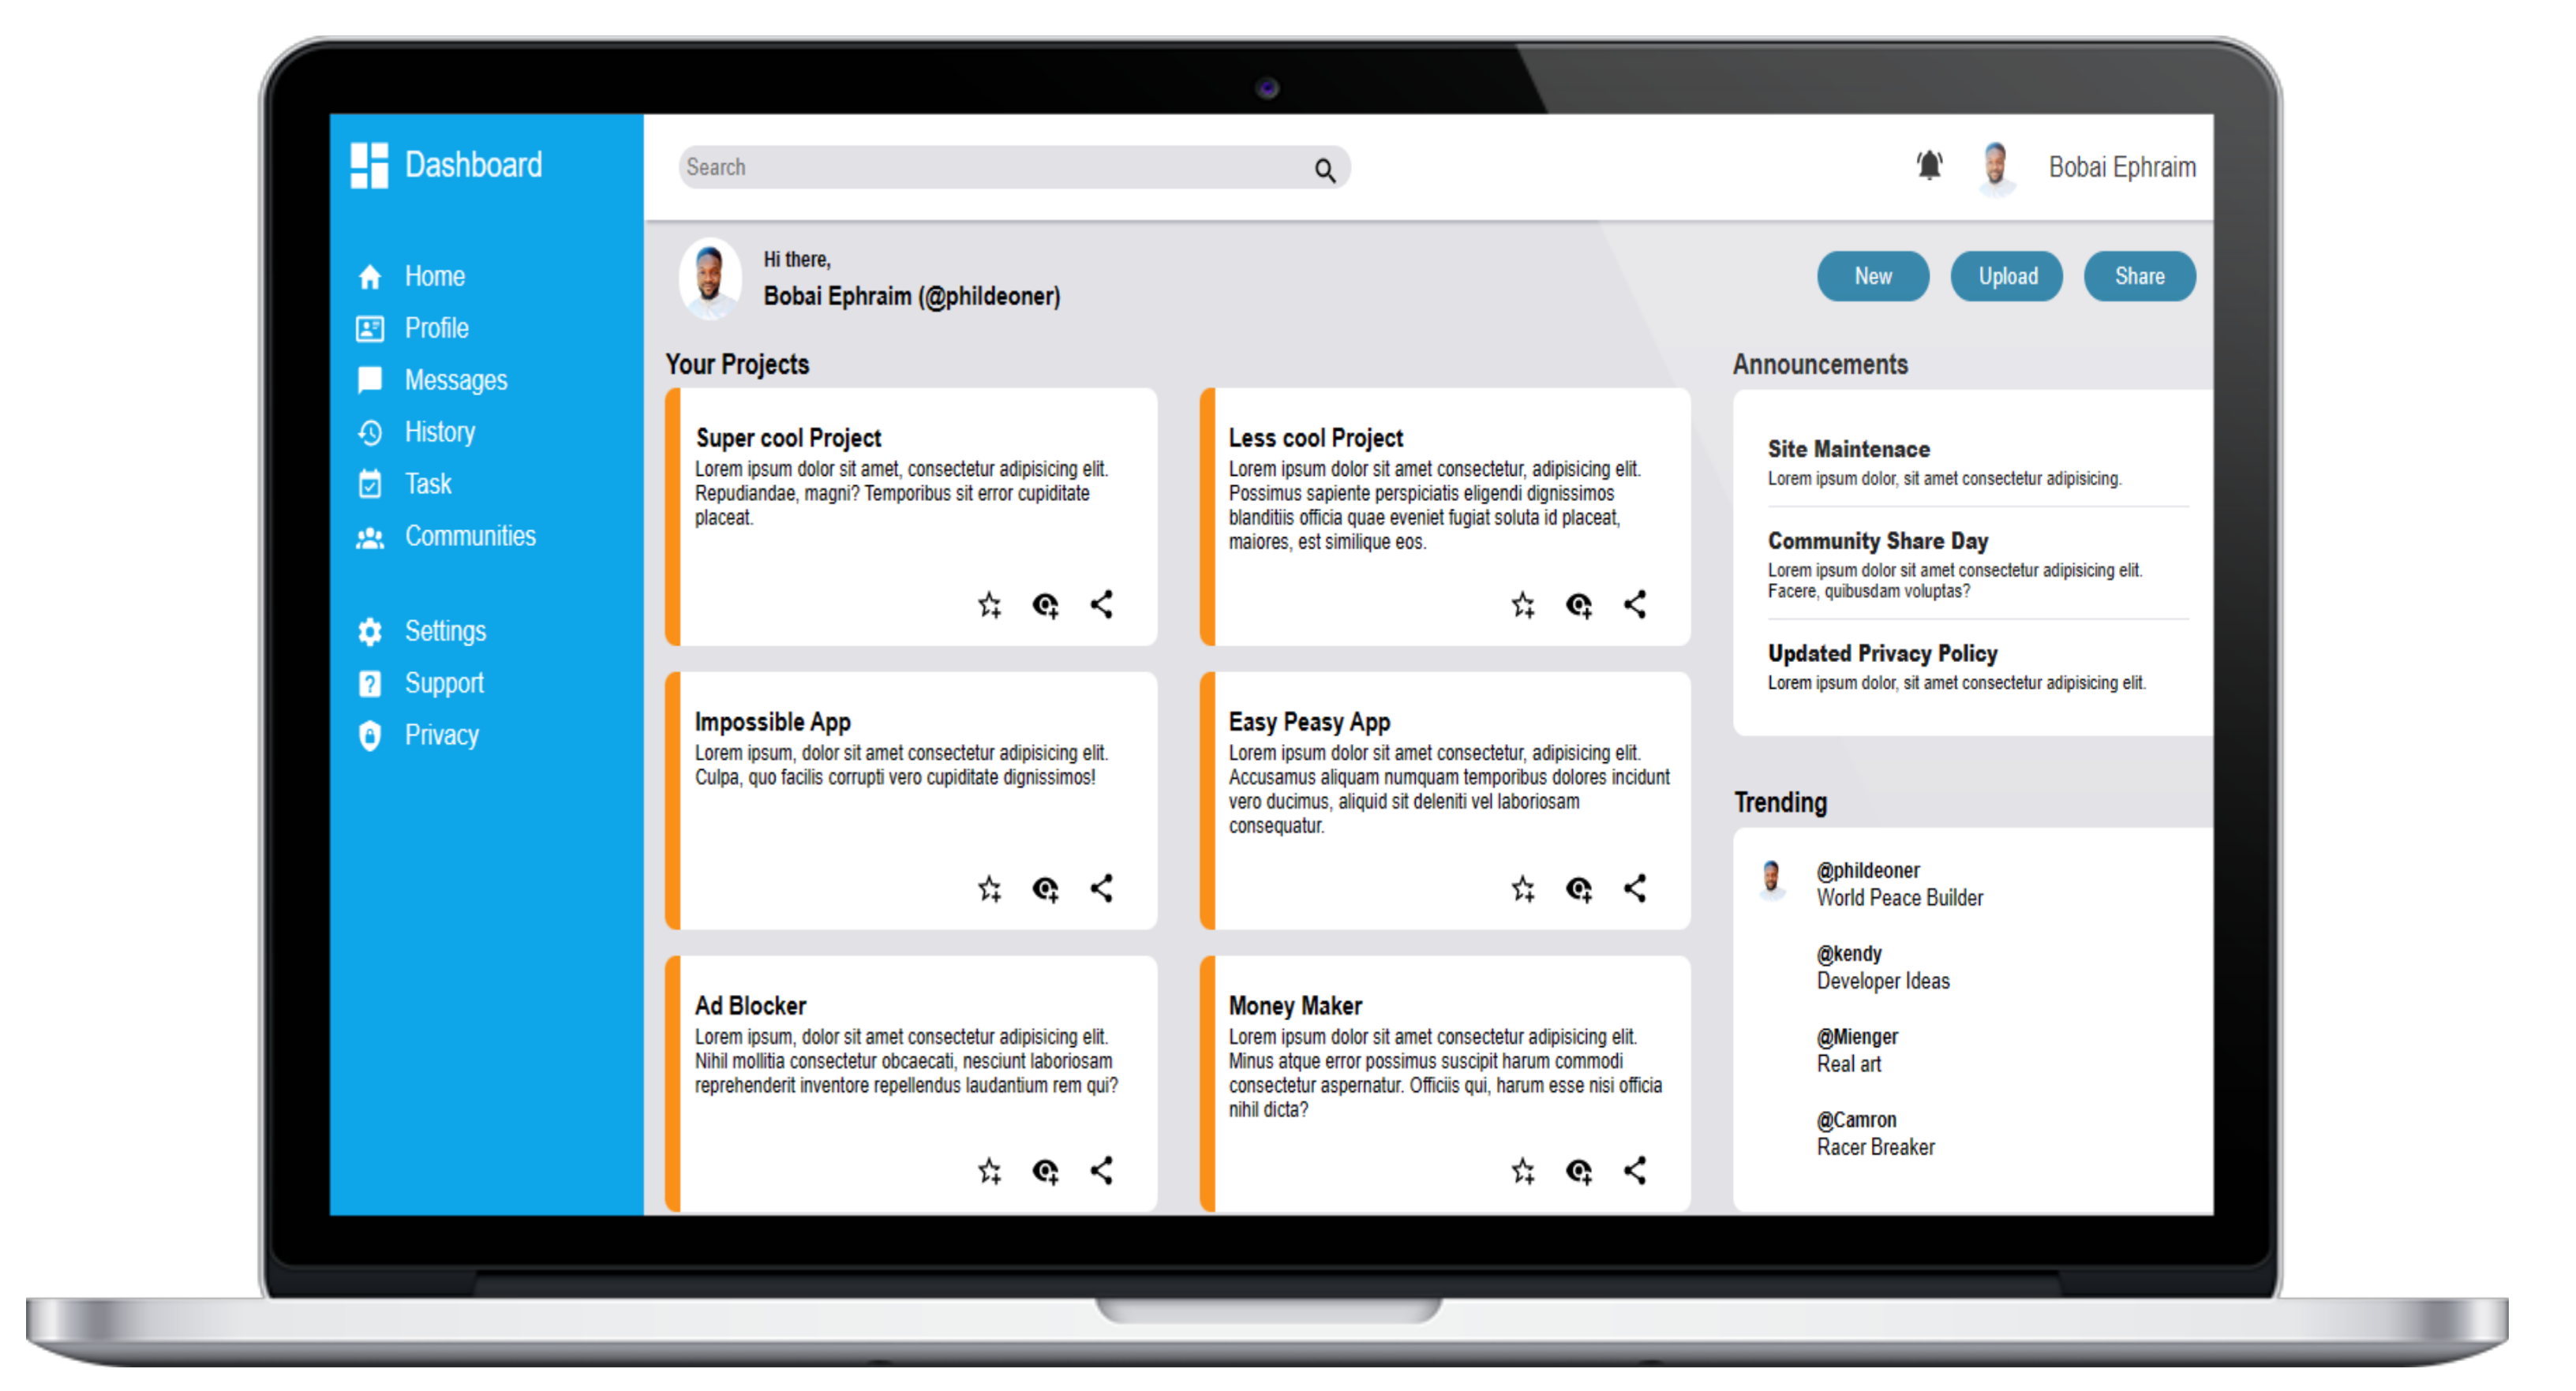 Dashboard
Home
Profile
Messages
History
Task
Communities
Settings
Support
Privacy
Search
Bobai Ephraim
Hi there,
Bobai Ephraim (@phildeoner)
New
Upload
Share
Your Projects
Super cool Project
Lorem ipsum dolor sit amet, consectetur adipisicing elit.
Repudiandae, magni? Temporibus sit error cupiditate
placeat.
Less cool Project
Lorem ipsum dolor sit amet consectetur, adipisicing elit.
Possimus sapiente perspiciatis eligendi dignissimos
blanditiis officia quae eveniet fugiat soluta id placeat,
maiores, est similique eos.
Impossible App
Lorem ipsum, dolor sit amet consectetur adipisicing elit.
Culpa, quo facilis corrupti vero cupiditate dignissimos!
Easy Peasy App
Lorem ipsum dolor sit amet consectetur, adipisicing elit.
Accusamus aliquam numquam temporibus dolores incidunt
vero ducimus, aliquid sit deleniti vel laboriosam
consequatur.
Ad Blocker
Lorem ipsum, dolor sit amet consectetur adipisicing elit.
Nihil mollitia consectetur obcaecati, nesciunt laboriosam
reprehenderit inventore repellendus laudantium rem qui?
Money Maker
Lorem ipsum dolor sit amet consectetur adipisicing elit.
Minus atque error possimus suscipit harum commodi
consectetur aspernatur. Officiis qui, harum esse nisi officia
nihil dicta?
Announcements
Site Maintenace
Lorem ipsum dolor, sit amet consectetur adipisicing.
Community Share Day
Lorem ipsum dolor sit amet consectetur adipisicing elit.
Facere, quibusdam voluptas?
Updated Privacy Policy
Lorem ipsum dolor, sit amet consectetur adipisicing elit.
Trending
@phildeoner
World Peace Builder
@kendy
Developer Ideas
@Mienger
Real art
@Camron
Racer Breaker